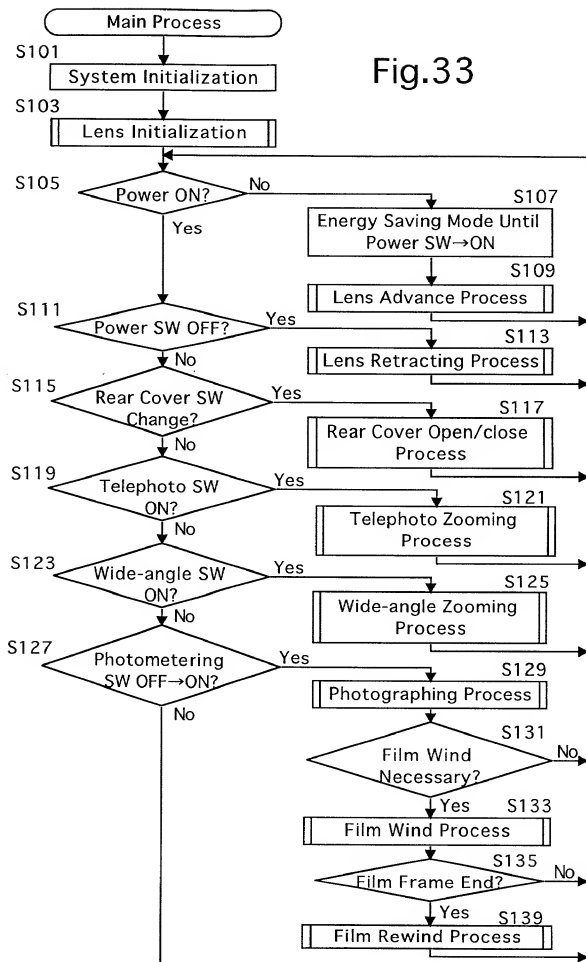 Main Process
Fig.33
S101
System Initialization
S103
Lens Initialization
S105
Power ON?
No
Yes
S107
Energy Saving Mode Until
Power SW→ON
S109
Lens Advance Process
S111
Power SW OFF?
Yes
No
S113
Lens Retracting Process
S115
Rear Cover SW
Change?
Yes
No
S117
Rear Cover Open/close
Process
S119
Telephoto SW
ON?
Yes
No
S121
Telephoto Zooming
Process
S123
Wide-angle SW
ON?
Yes
No
S125
Wide-angle Zooming
Process
S127
Photometering
SW OFF→ON?
Yes
No
S129
Photographing Process
S131
Film Wind
Necessary?
No
Yes
S133
Film Wind Process
S135
Film Frame End?
No
Yes
S139
Film Rewind Process